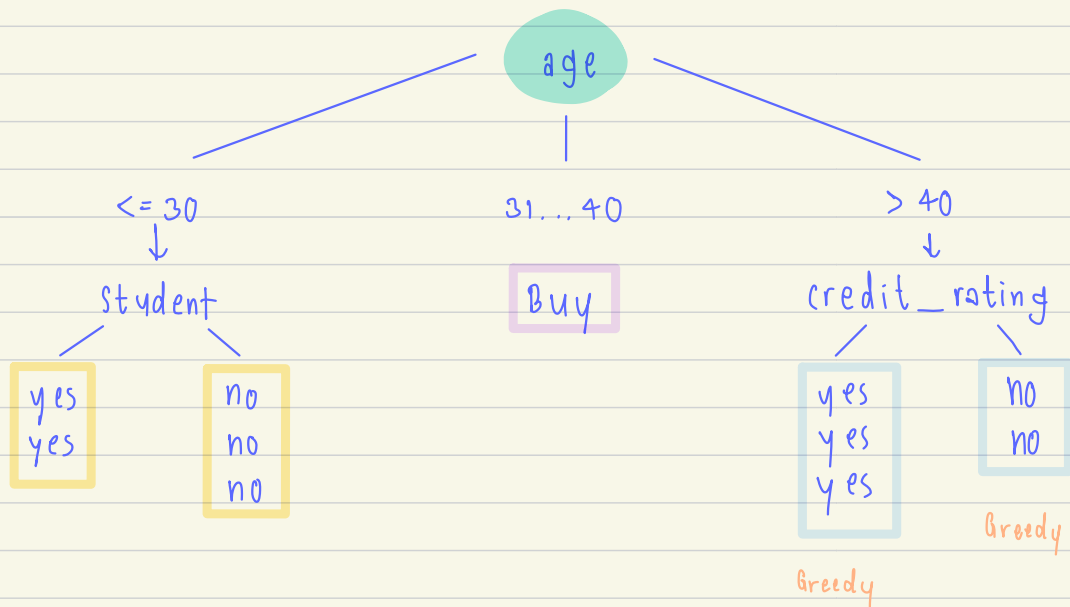 age
<= 30
31...40
> 40
student
Buy
credit_rating
yes
yes
no
no
no
yes
yes
yes
no
no
Greedy
Greedy